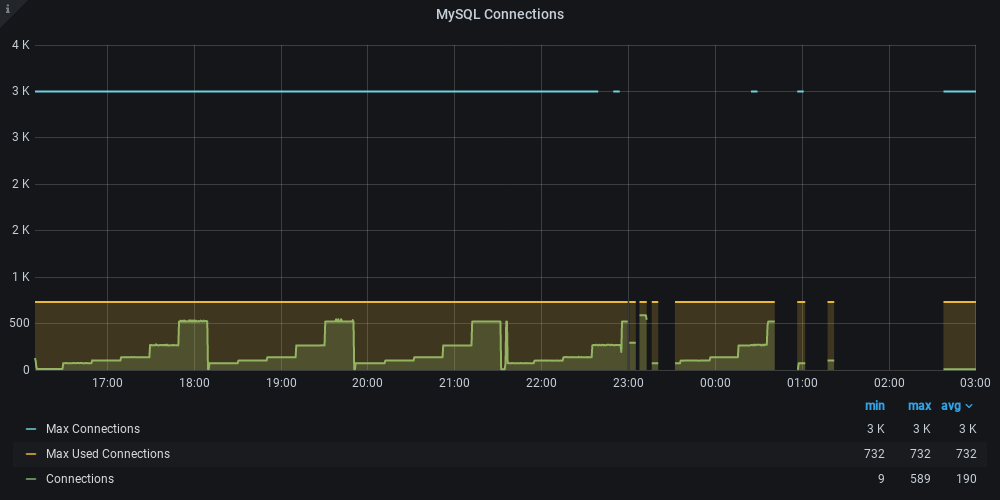 i
MySQL Connections
4 K
3 K
3 K
2 K
2 K
1 K
500
0
17:00 18:00 19:00 20:00 21:00 22:00 23:00 00:00 01:00 02:00 03:00
min max avg
Max Connections 3 K 3 K 3 K
Max Used Connections 732 732 732
Connections 9 589 190